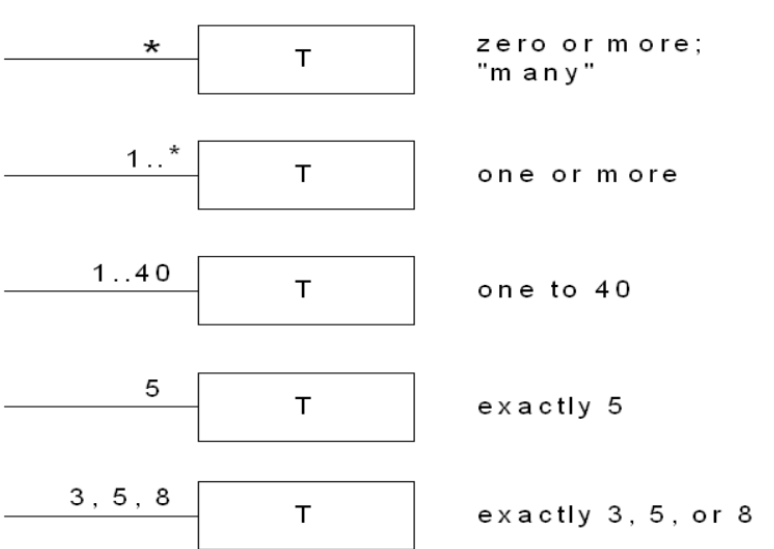 * T zero or more;
"many"
1..* T one or more
1..40 T one to 40
5 T exactly 5
3, 5, 8 T exactly 3, 5, or 8